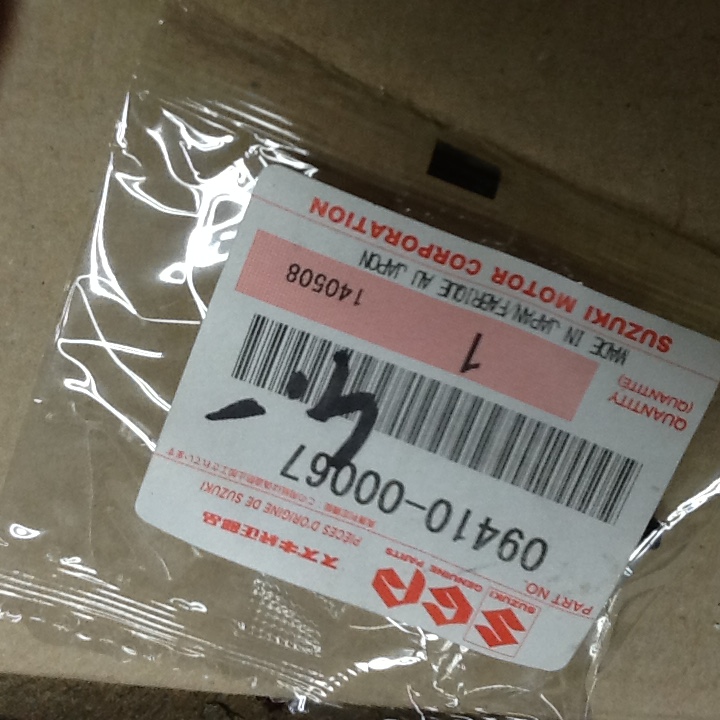 SUZUKI GENUINE PARTS
SGP
スズキ純正部品
PIECES D'ORIGINE DE SUZUKI
PART NO.
09410-00067
QUANTITY
(QUANTITE)
1
140508
MADE IN JAPAN/FABRIQUE AU JAPON
SUZUKI MOTOR CORPORATION